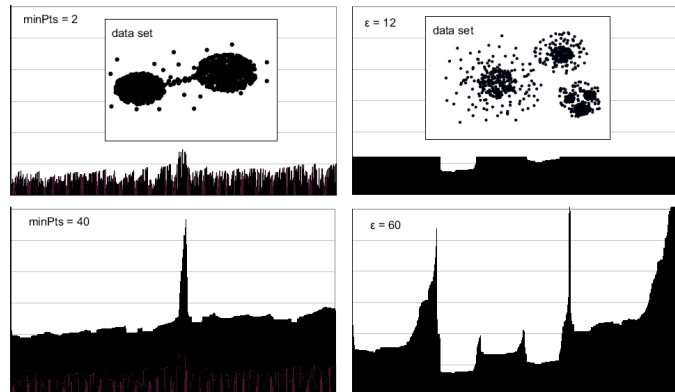 minPts = 2
data set
ε = 12
data set
minPts = 40
ε = 60